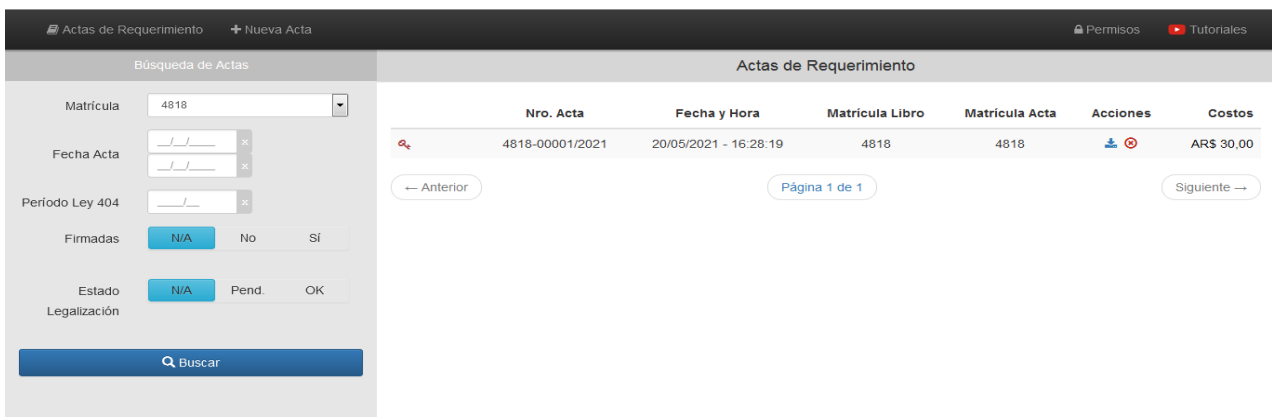 Actas de Requerimiento Nueva Acta Permisos Tutoriales
Búsqueda de Actas
Matrícula 4818
Fecha Acta __/__/____ x
__/__/____ x
Período Ley 404 ____/__ x
Firmadas N/A No Sí
Estado Legalización N/A Pend. OK
Buscar
Actas de Requerimiento
Nro. Acta Fecha y Hora Matrícula Libro Matrícula Acta Acciones Costos
4818-00001/2021 20/05/2021 - 16:28:19 4818 4818 AR$ 30,00
← Anterior Página 1 de 1 Siguiente →